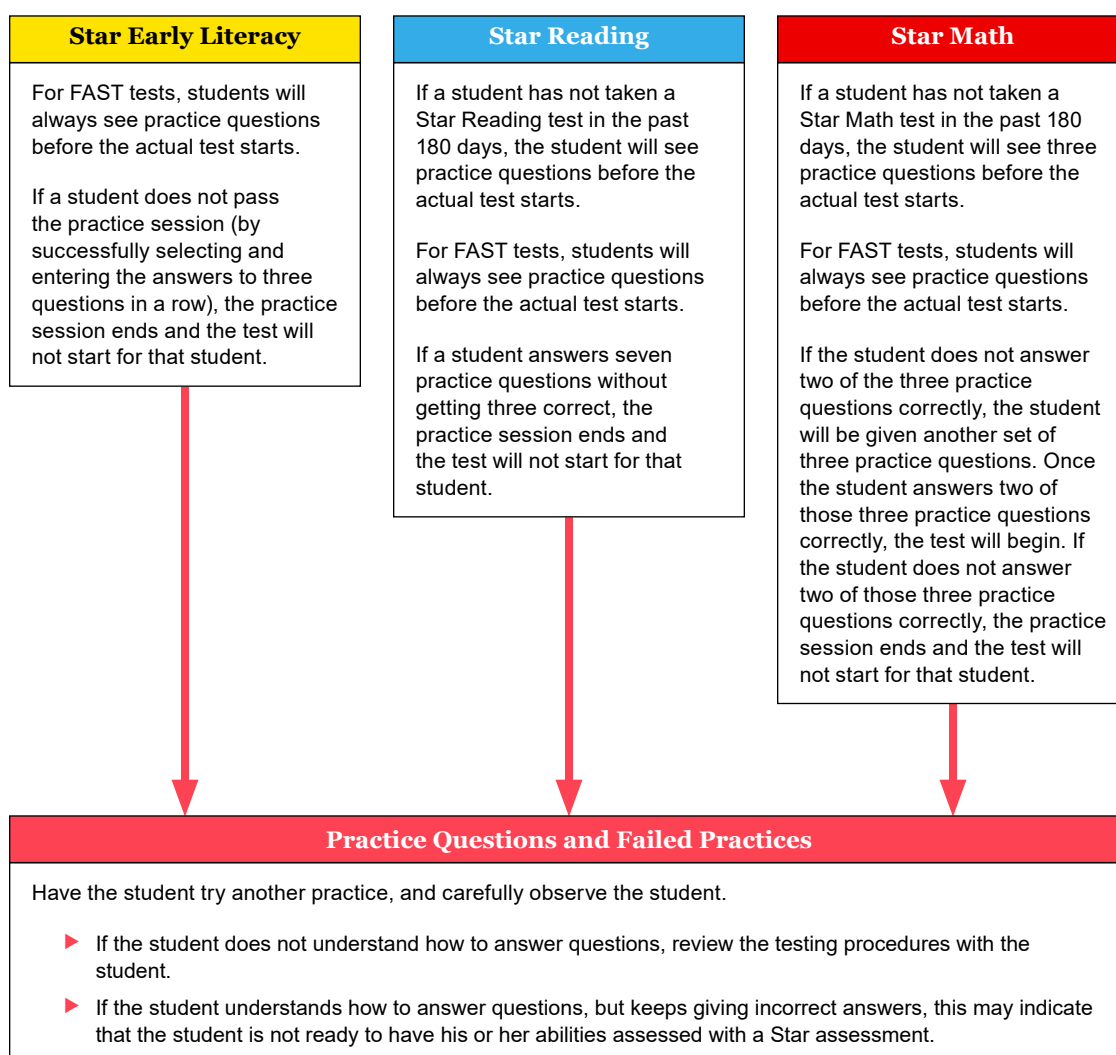 Star Early Literacy
For FAST tests, students will
always see practice questions
before the actual test starts.
If a student does not pass
the practice session (by
successfully selecting and
entering the answers to three
questions in a row), the practice
session ends and the test will
not start for that student.
Star Reading
If a student has not taken a
Star Reading test in the past
180 days, the student will see
practice questions before the
actual test starts.
For FAST tests, students will
always see practice questions
before the actual test starts.
If a student answers seven
practice questions without
getting three correct, the
practice session ends and
the test will not start for that
student.
Star Math
If a student has not taken a
Star Math test in the past 180
days, the student will see three
practice questions before the
actual test starts.
For FAST tests, students will
always see practice questions
before the actual test starts.
If the student does not answer
two of the three practice
questions correctly, the student
will be given another set of
three practice questions. Once
the student answers two of
those three practice questions
correctly, the test will begin. If
the student does not answer
two of those three practice
questions correctly, the practice
session ends and the test will
not start for that student.
Practice Questions and Failed Practices
Have the student try another practice, and carefully observe the student.
If the student does not understand how to answer questions, review the testing procedures with the
student.
If the student understands how to answer questions, but keeps giving incorrect answers, this may indicate
that the student is not ready to have his or her abilities assessed with a Star assessment.